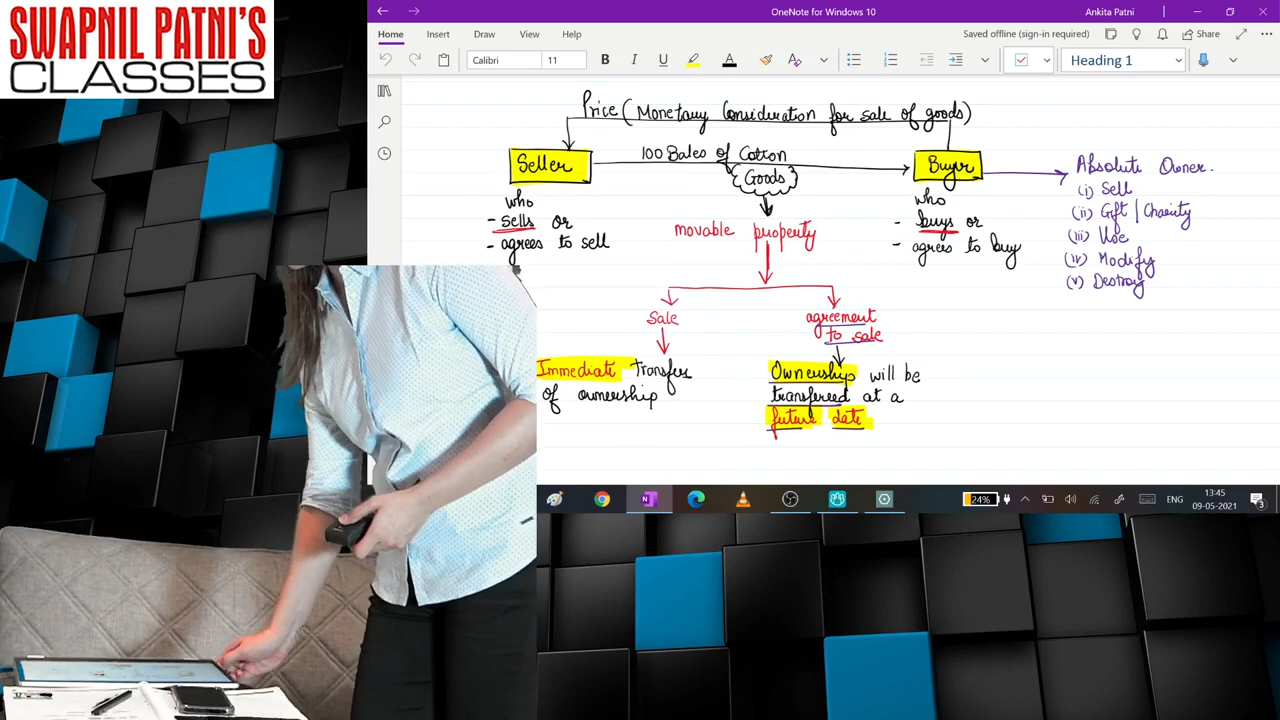 SWAPNIL PATNI'S
CLASSES
OneNote for Windows 10
Ankita Patni
Home Insert Draw View Help
Saved offline (sign-in required)
Share
Calibri 11 B I U A
Heading 1
Price (Monetary Consideration for sale of goods)
Seller
100 Bales of Cotton
Goods
Buyer
Absolute Owner.
(i) Sell
(ii) Gift | Charity
(iii) Use
(iv) Modify
(v) Destroy
who
- sells or
- agrees to sell
who
- buys or
- agrees to buy
movable property
Sale
agreement
to sale
Immediate transfer
of ownership
Ownership will be
transferred at a
future date
24%
ENG
13:45
09-05-2021
3